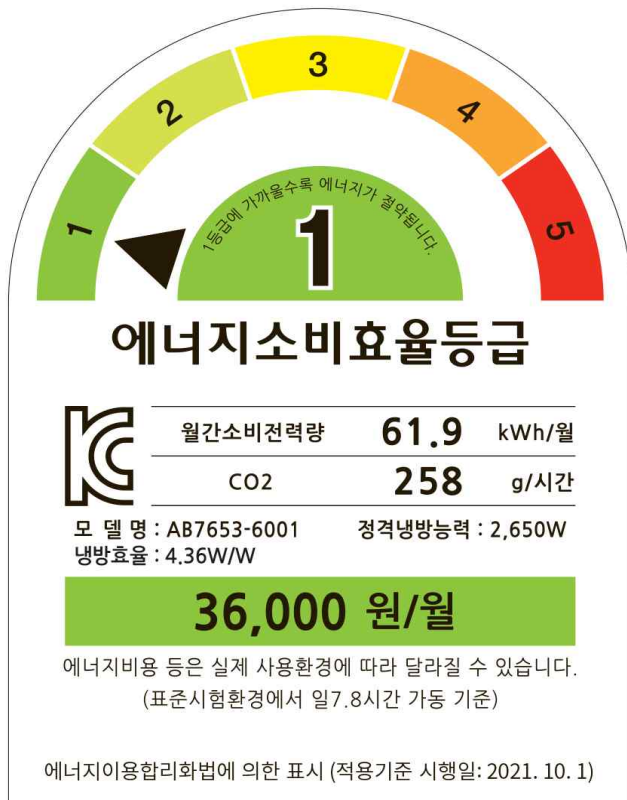 1
2
3
4
5
1등급에 가까울수록 에너지가 절약됩니다.
1
에너지소비효율등급
월간소비전력량 61.9 kWh/월
CO2 258 g/시간
모 델 명 : AB7653-6001 정격냉방능력 : 2,650W
냉방효율 : 4.36W/W
36,000 원/월
에너지비용 등은 실제 사용환경에 따라 달라질 수 있습니다.
(표준시험환경에서 일7.8시간 가동 기준)
에너지이용합리화법에 의한 표시 (적용기준 시행일: 2021. 10. 1)